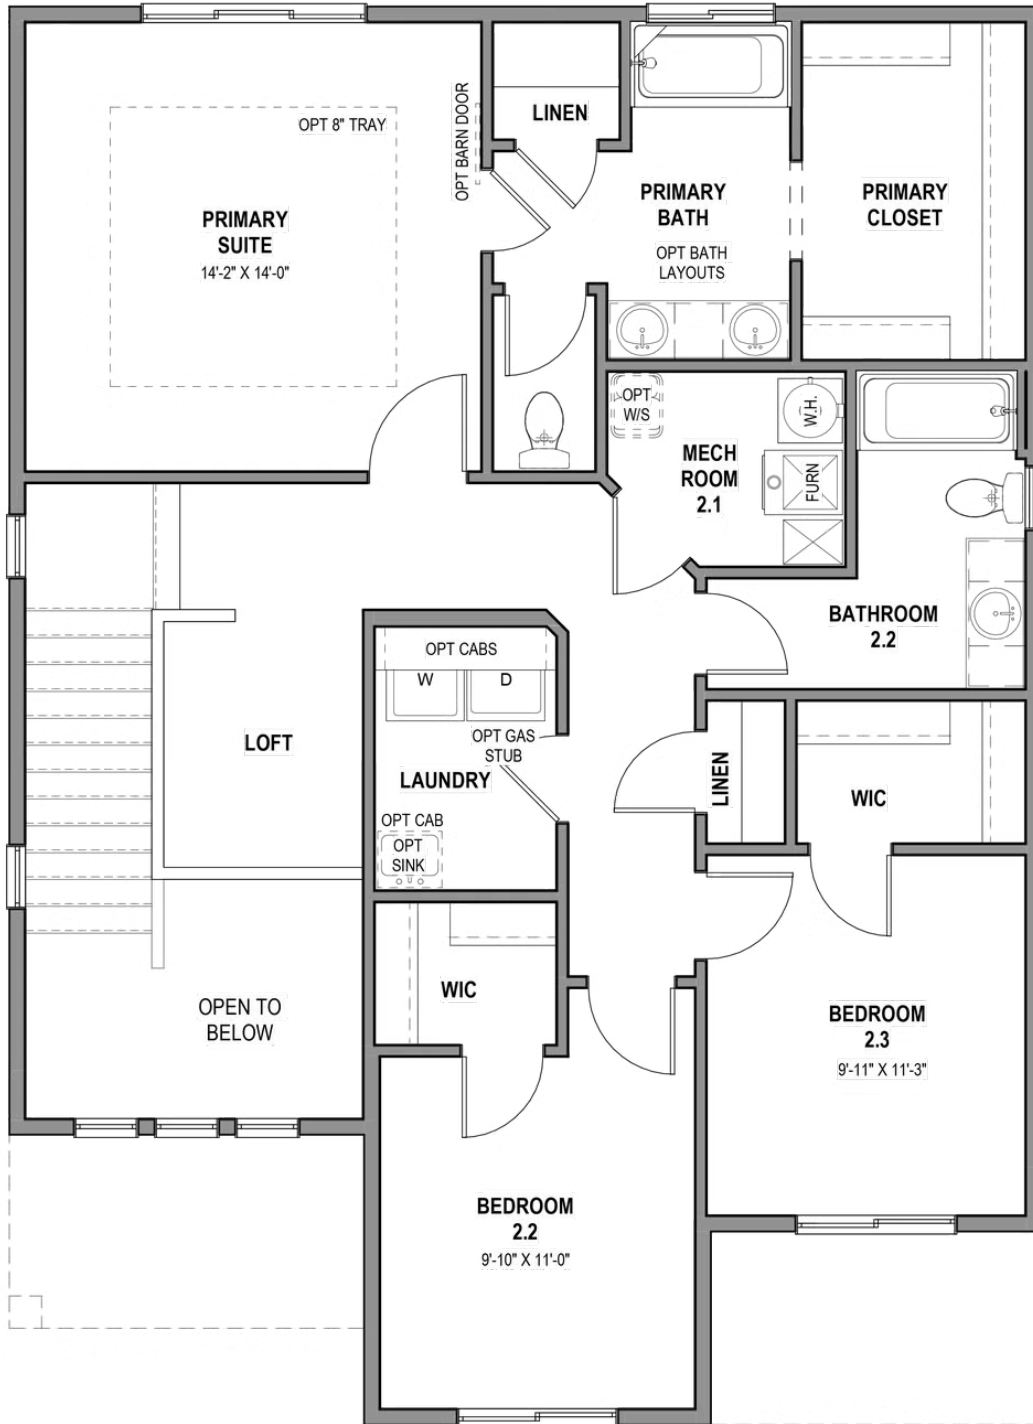 OPT 8" TRAY
OPT BARN DOOR
LINEN
PRIMARY
SUITE
14'-2" X 14'-0"
PRIMARY
BATH
OPT BATH
LAYOUTS
PRIMARY
CLOSET
OPT
W/S
W.H.
MECH
ROOM
2.1
FURN
BATHROOM
2.2
OPT CABS
W
D
OPT GAS
STUB
LAUNDRY
LOFT
LINEN
WIC
OPT CAB
OPT
SINK
WIC
OPEN TO
BELOW
BEDROOM
2.3
9'-11" X 11'-3"
BEDROOM
2.2
9'-10" X 11'-0"